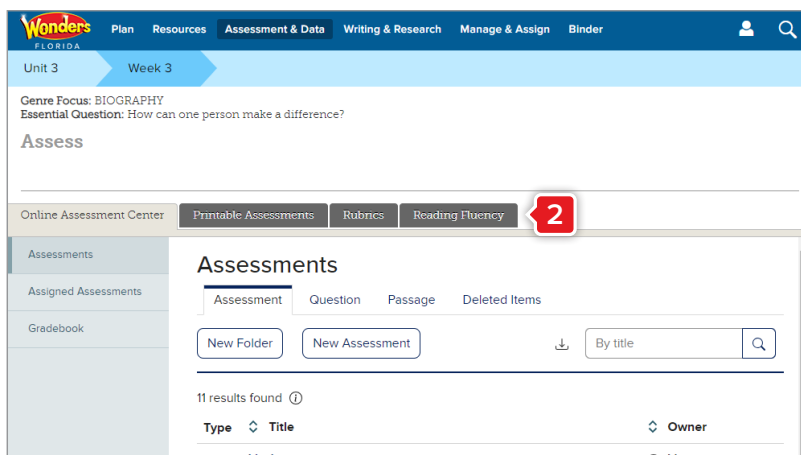 Wonders
FLORIDA
Plan Resources Assessment & Data Writing & Research Manage & Assign Binder
Unit 3 Week 3
Genre Focus: BIOGRAPHY
Essential Question: How can one person make a difference?
Assess
Online Assessment Center Printable Assessments Rubrics Reading Fluency 2
Assessments
Assigned Assessments
Gradebook
Assessments
Assessment Question Passage Deleted Items
New Folder New Assessment By title
11 results found
Type Title Owner